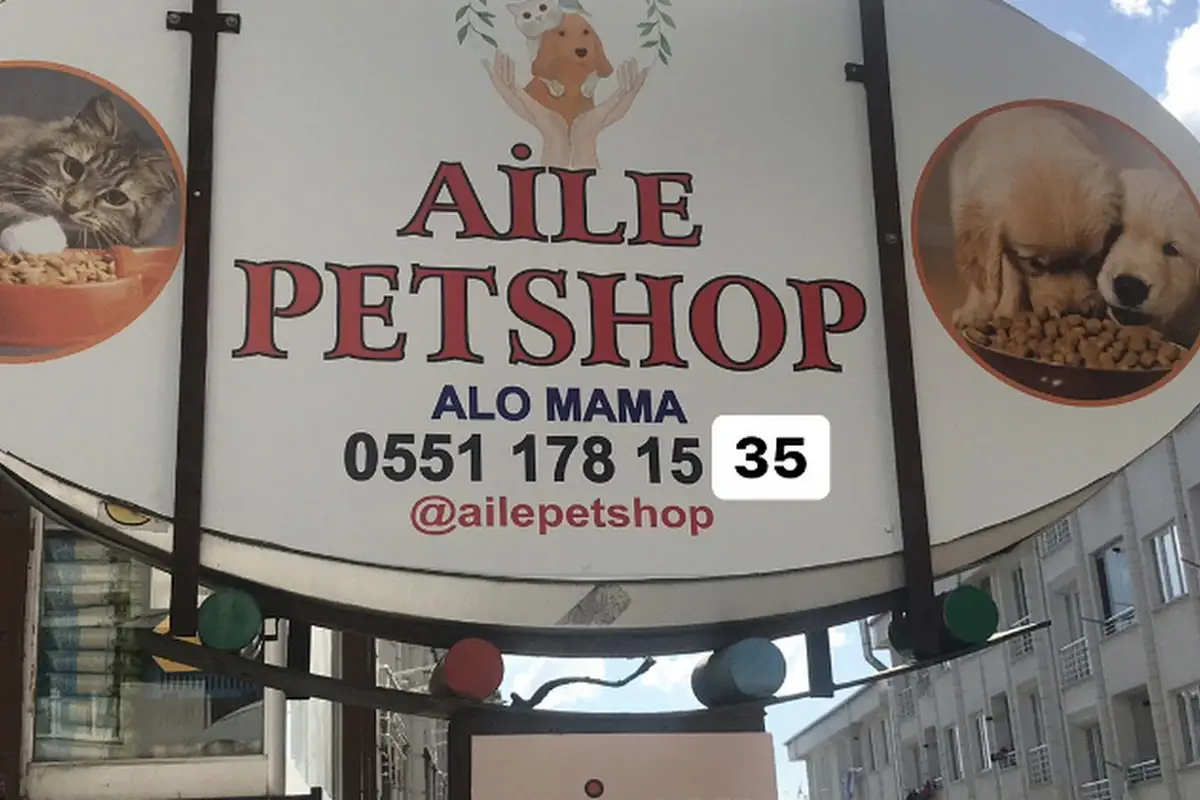 AİLE
PETSHOP
ALO MAMA
0551 178 15 35
@ailepetshop